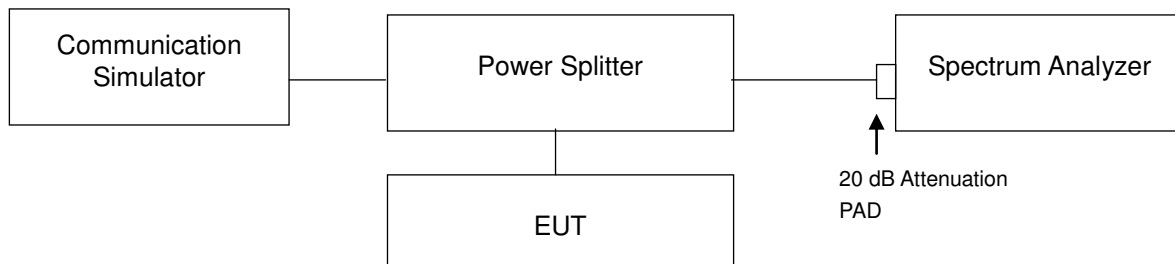 Communication
Simulator
Power Splitter
Spectrum Analyzer
20 dB Attenuation
PAD
EUT